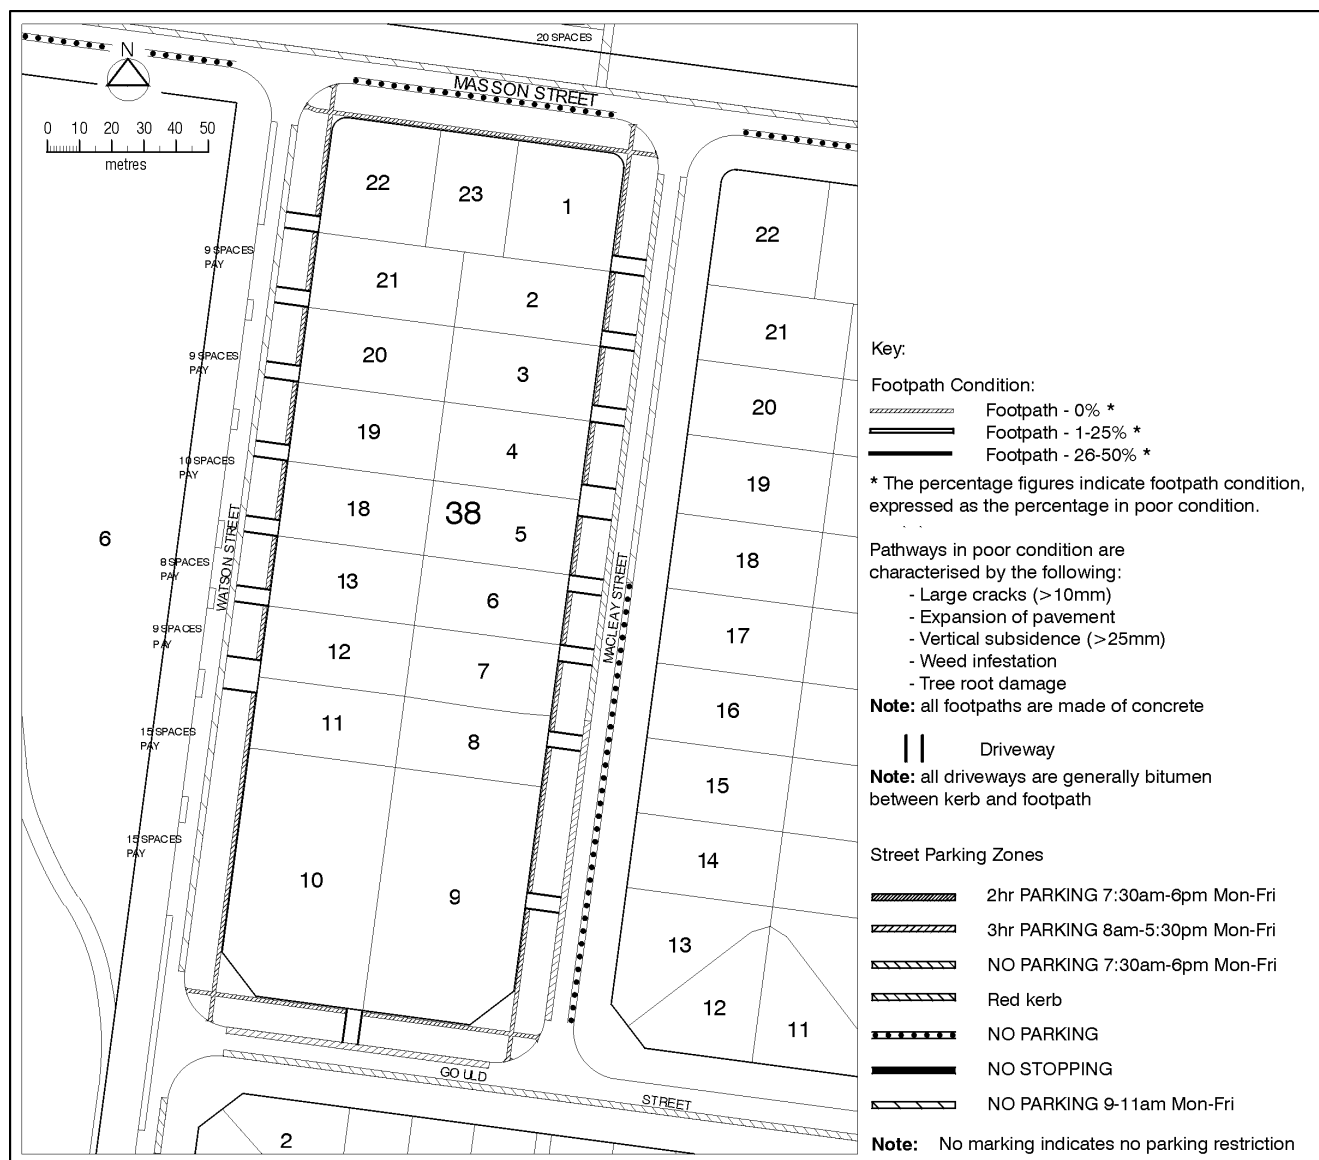 20 SPACES
N
MASSON STREET
0 10 20 30 40 50
metres
22
23
1
22
9 SPACES
PAY
21
2
21
9 SPACES
PAY
20
3
20
19
4
10 SPACES
PAY
19
18
38
5
6
WATSON STREET
8 SPACES
PAY
13
6
MACLEAY STREET
18
9 SPACES
PAY
12
7
17
15 SPACES
PAY
11
8
16
15
15 SPACES
PAY
14
10
9
13
12
11
GOULD
STREET
2
Key:
Footpath Condition:
Footpath - 0% *
Footpath - 1-25% *
Footpath - 26-50% *
* The percentage figures indicate footpath condition,
expressed as the percentage in poor condition.
Pathways in poor condition are
characterised by the following:
- Large cracks (>10mm)
- Expansion of pavement
- Vertical subsidence (>25mm)
- Weed infestation
- Tree root damage
Note: all footpaths are made of concrete
Driveway
Note: all driveways are generally bitumen
between kerb and footpath
Street Parking Zones
2hr PARKING 7:30am-6pm Mon-Fri
3hr PARKING 8am-5:30pm Mon-Fri
NO PARKING 7:30am-6pm Mon-Fri
Red kerb
NO PARKING
NO STOPPING
NO PARKING 9-11am Mon-Fri
Note: No marking indicates no parking restriction